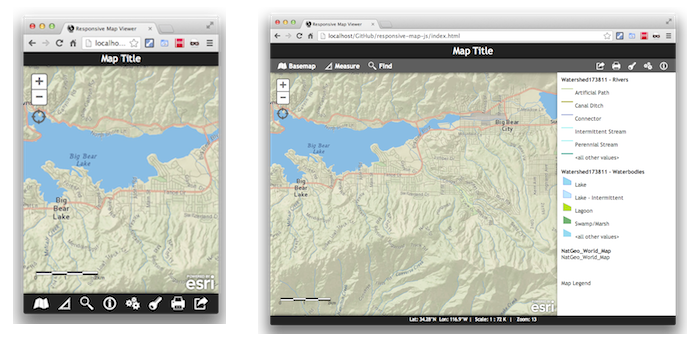 Responsive Map Viewer
localho...
Map Title
Big Bear
Lake
Big
Bear
Lake
esri
Responsive Map Viewer
localhost/GitHub/responsive-map-js/index.html
Map Title
Basemap Measure Find
Big Bear
City
Big Bear
Lake
Big
Bear
Lake
esri
Watershed173811 - Rivers
Artificial Path
Canal Ditch
Connector
Intermittent Stream
Perennial Stream
<all other values>
Watershed173811 - Waterbodies
Lake
Lake - Intermittent
Lagoon
Swamp/Marsh
<all other values>
NatGeo_World_Map
NatGeo_World_Map
Map Legend
Lat: 34.28°N Lon: 116.9°W | Scale: 1 : 72 K | Zoom: 13